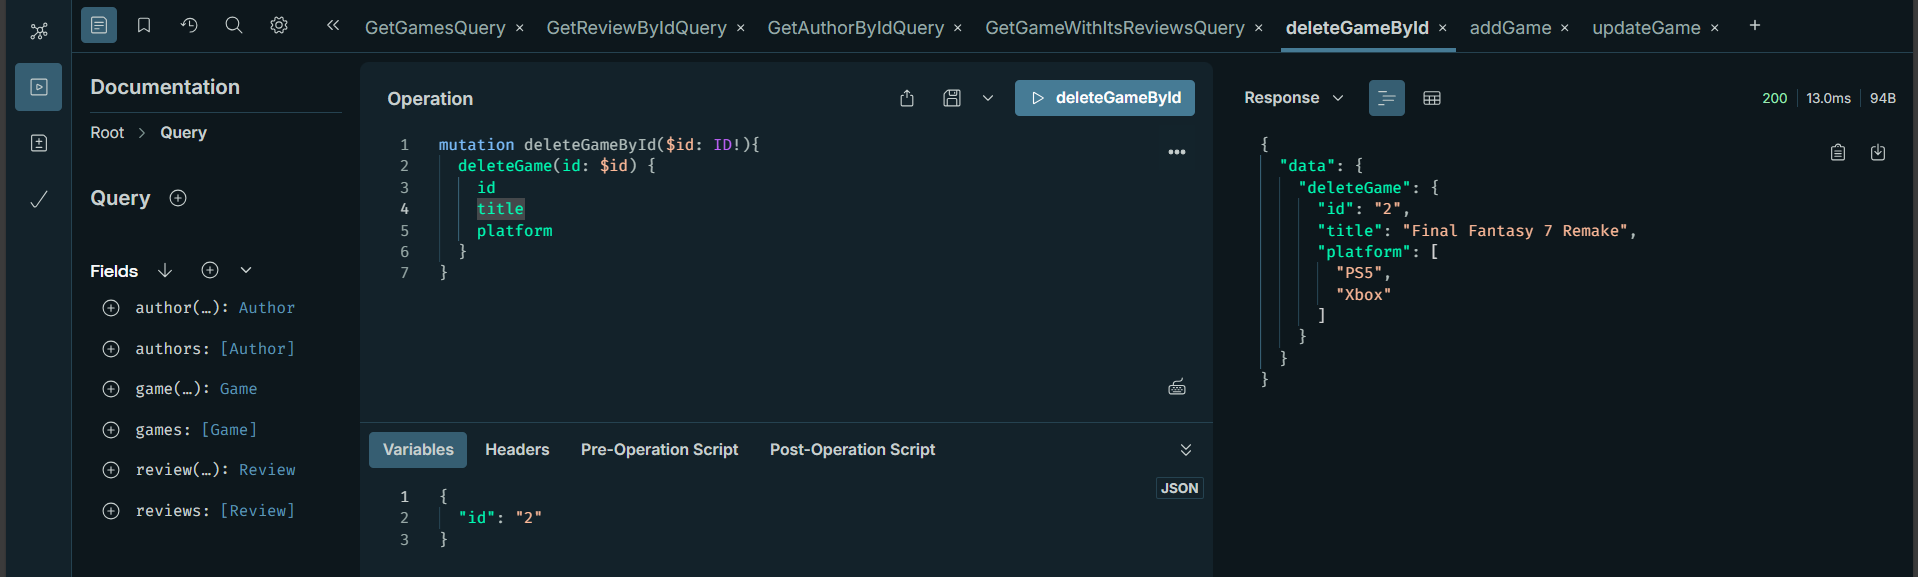 GetGamesQuery × GetReviewByIdQuery × GetAuthorByIdQuery × GetGameWithItsReviewsQuery × deleteGameById × addGame × updateGame × +
Documentation
Root > Query
Query
Fields
author(…): Author
authors: [Author]
game(…): Game
games: [Game]
review(…): Review
reviews: [Review]
Operation
deleteGameById
1 mutation deleteGameById($id: ID!){
2 deleteGame(id: $id) {
3 id
4 title
5 platform
6 }
7 }
Variables Headers Pre-Operation Script Post-Operation Script
JSON
1 {
2 "id": "2"
3 }
Response
200 13.0ms 94B
{
"data": {
"deleteGame": {
"id": "2",
"title": "Final Fantasy 7 Remake",
"platform": [
"PS5",
"Xbox"
]
}
}
}